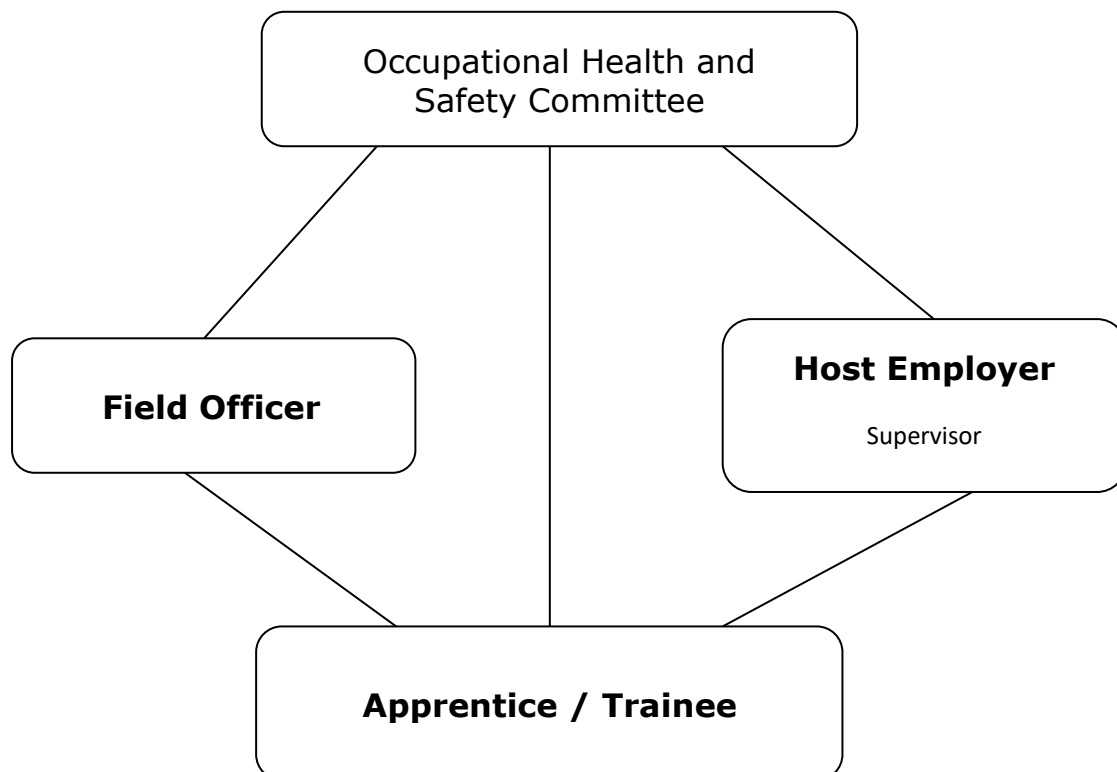 Occupational Health and
Safety Committee
Field Officer
Host Employer
Supervisor
Apprentice / Trainee